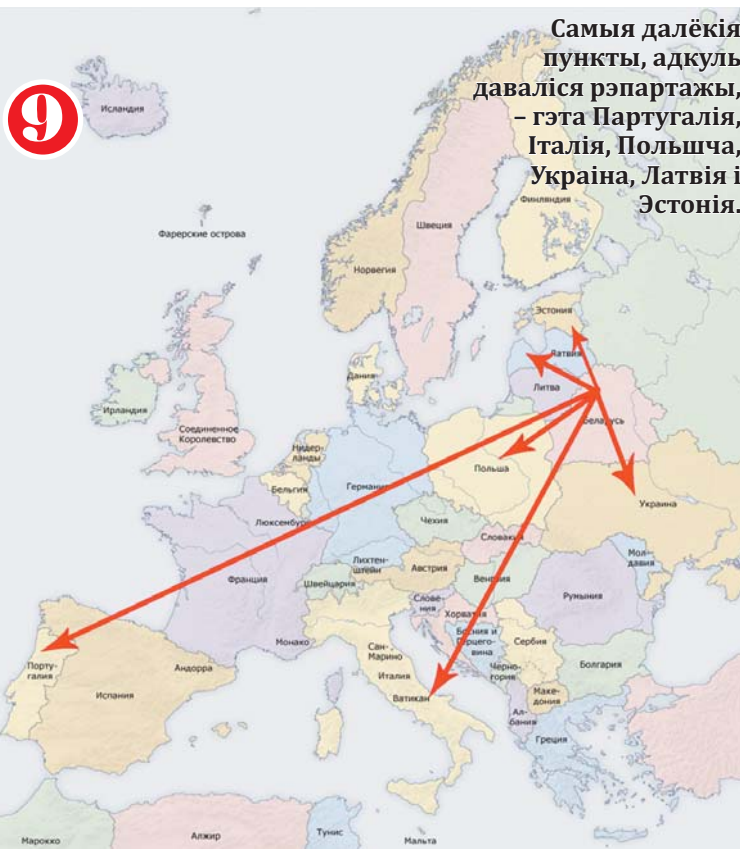 Самыя далёкія
пункты, адкуль
даваліся рэпартажы,
– гэта Партугалія,
Італія, Польшча,
Украіна, Латвія і
Эстонія.
9
Исландия
Фарерские острова
Финляндия
Швеция
Норвегия
Эстония
Латвия
Литва
Дания
Беларусь
Ирландия
Соединенное
Королевство
Нидер-
ланды
Польша
Бельгия
Германия
Украина
Люксембург
Чехия
Словакия
Лихтен-
штейн
Австрия
Мол-
давия
Франция
Швейцария
Венгрия
Румыния
Слове-
ния
Хорватия
Монако
Сан-
Марино
Босния и
Герцего-
вина
Сербия
Порту-
галия
Андорра
Италия
Черно-
гория
Болгария
Испания
Ватикан
Маке-
дония
Ал-
бания
Греция
Марокко
Алжир
Тунис
Мальта